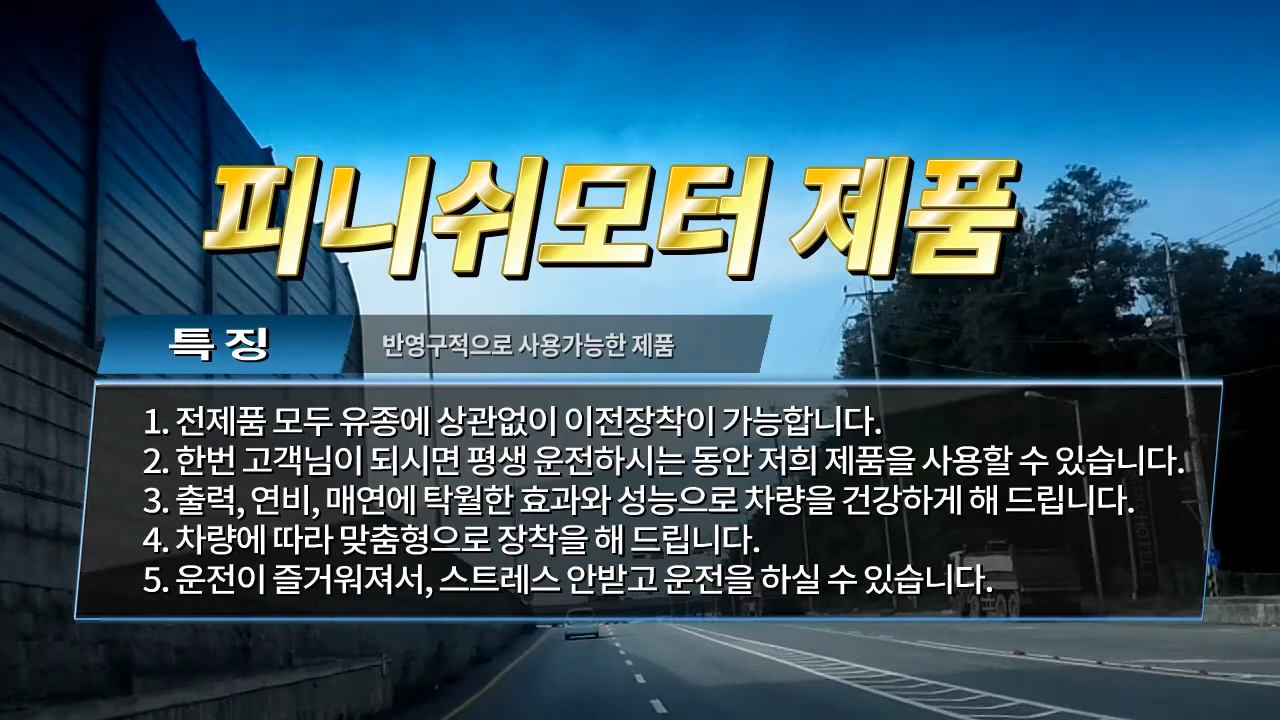 피니쉬모터 제품
특 징
반영구적으로 사용가능한 제품
1. 전제품 모두 유종에 상관없이 이전장착이 가능합니다.
2. 한번 고객님이 되시면 평생 운전하시는 동안 저희 제품을 사용할 수 있습니다.
3. 출력, 연비, 매연에 탁월한 효과와 성능으로 차량을 건강하게 해 드립니다.
4. 차량에 따라 맞춤형으로 장착을 해 드립니다.
5. 운전이 즐거워져서, 스트레스 안받고 운전을 하실 수 있습니다.